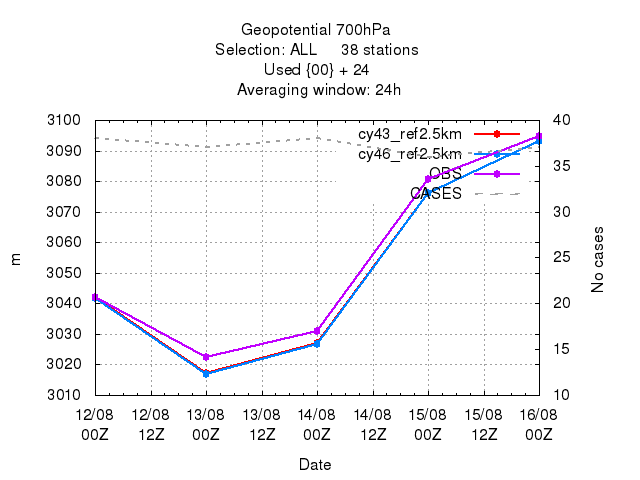 Geopotential 700hPa
Selection: ALL 38 stations
Used {00} + 24
Averaging window: 24h
3100
3090
3080
3070
3060
3050
3040
3030
3020
3010
m
40
35
30
25
20
15
10
No cases
cy43_ref2.5km
cy46_ref2.5km
OBS
CASES
12/08 12/08 13/08 13/08 14/08 14/08 15/08 15/08 16/08
00Z 12Z 00Z 12Z 00Z 12Z 00Z 12Z 00Z
Date